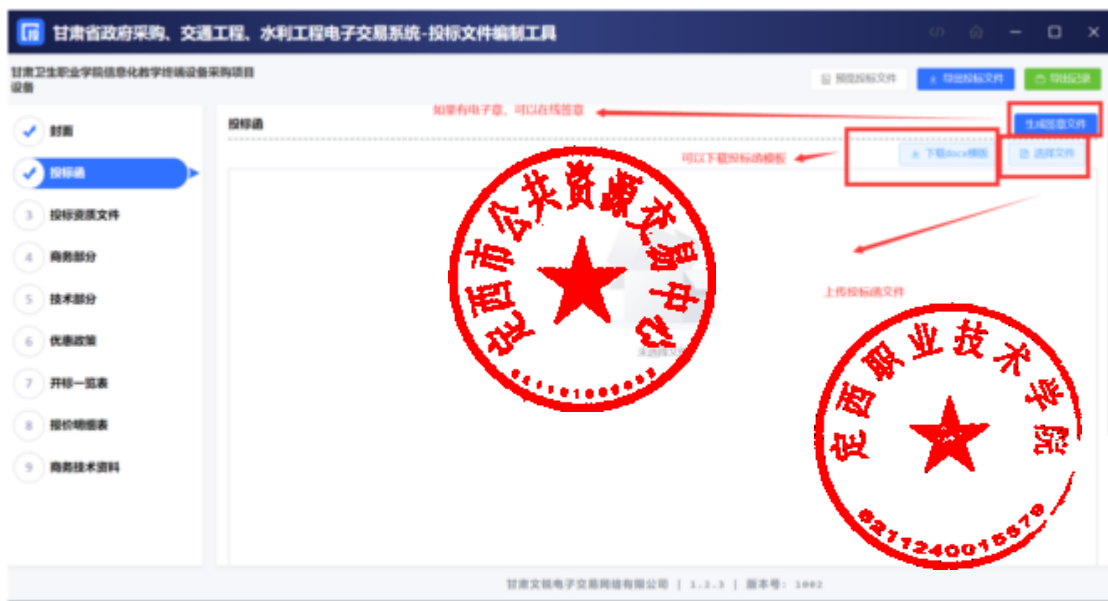 甘肃省政府采购、交通工程、水利工程电子交易系统-投标文件编制工具
甘肃卫生职业学院信息化教学终端设备采购项目
设备
预览投标文件
导出投标文件
导出记录
如果有电子章，可以在线签章
生成签章文件
投标函
可以下载投标函模板
下载docx模板
选择文件
上传投标函文件
封面
投标函
3 投标资质文件
4 商务部分
5 技术部分
6 优惠政策
7 开标一览表
8 报价明细表
9 商务技术资料
定西市公共资源交易中心
定西职业技术学院
6211240015579
甘肃文锐电子交易网络有限公司 | 1.2.3 | 版本号: 1002